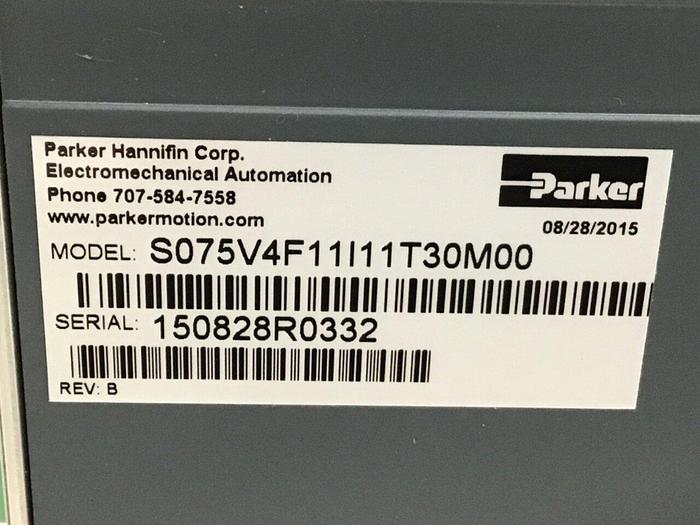 Parker Hannifin Corp.
Electromechanical Automation
Phone 707-584-7558
www.parkermotion.com
Parker
08/28/2015
MODEL: S075V4F11I11T30M00
SERIAL: 150828R0332
REV: B